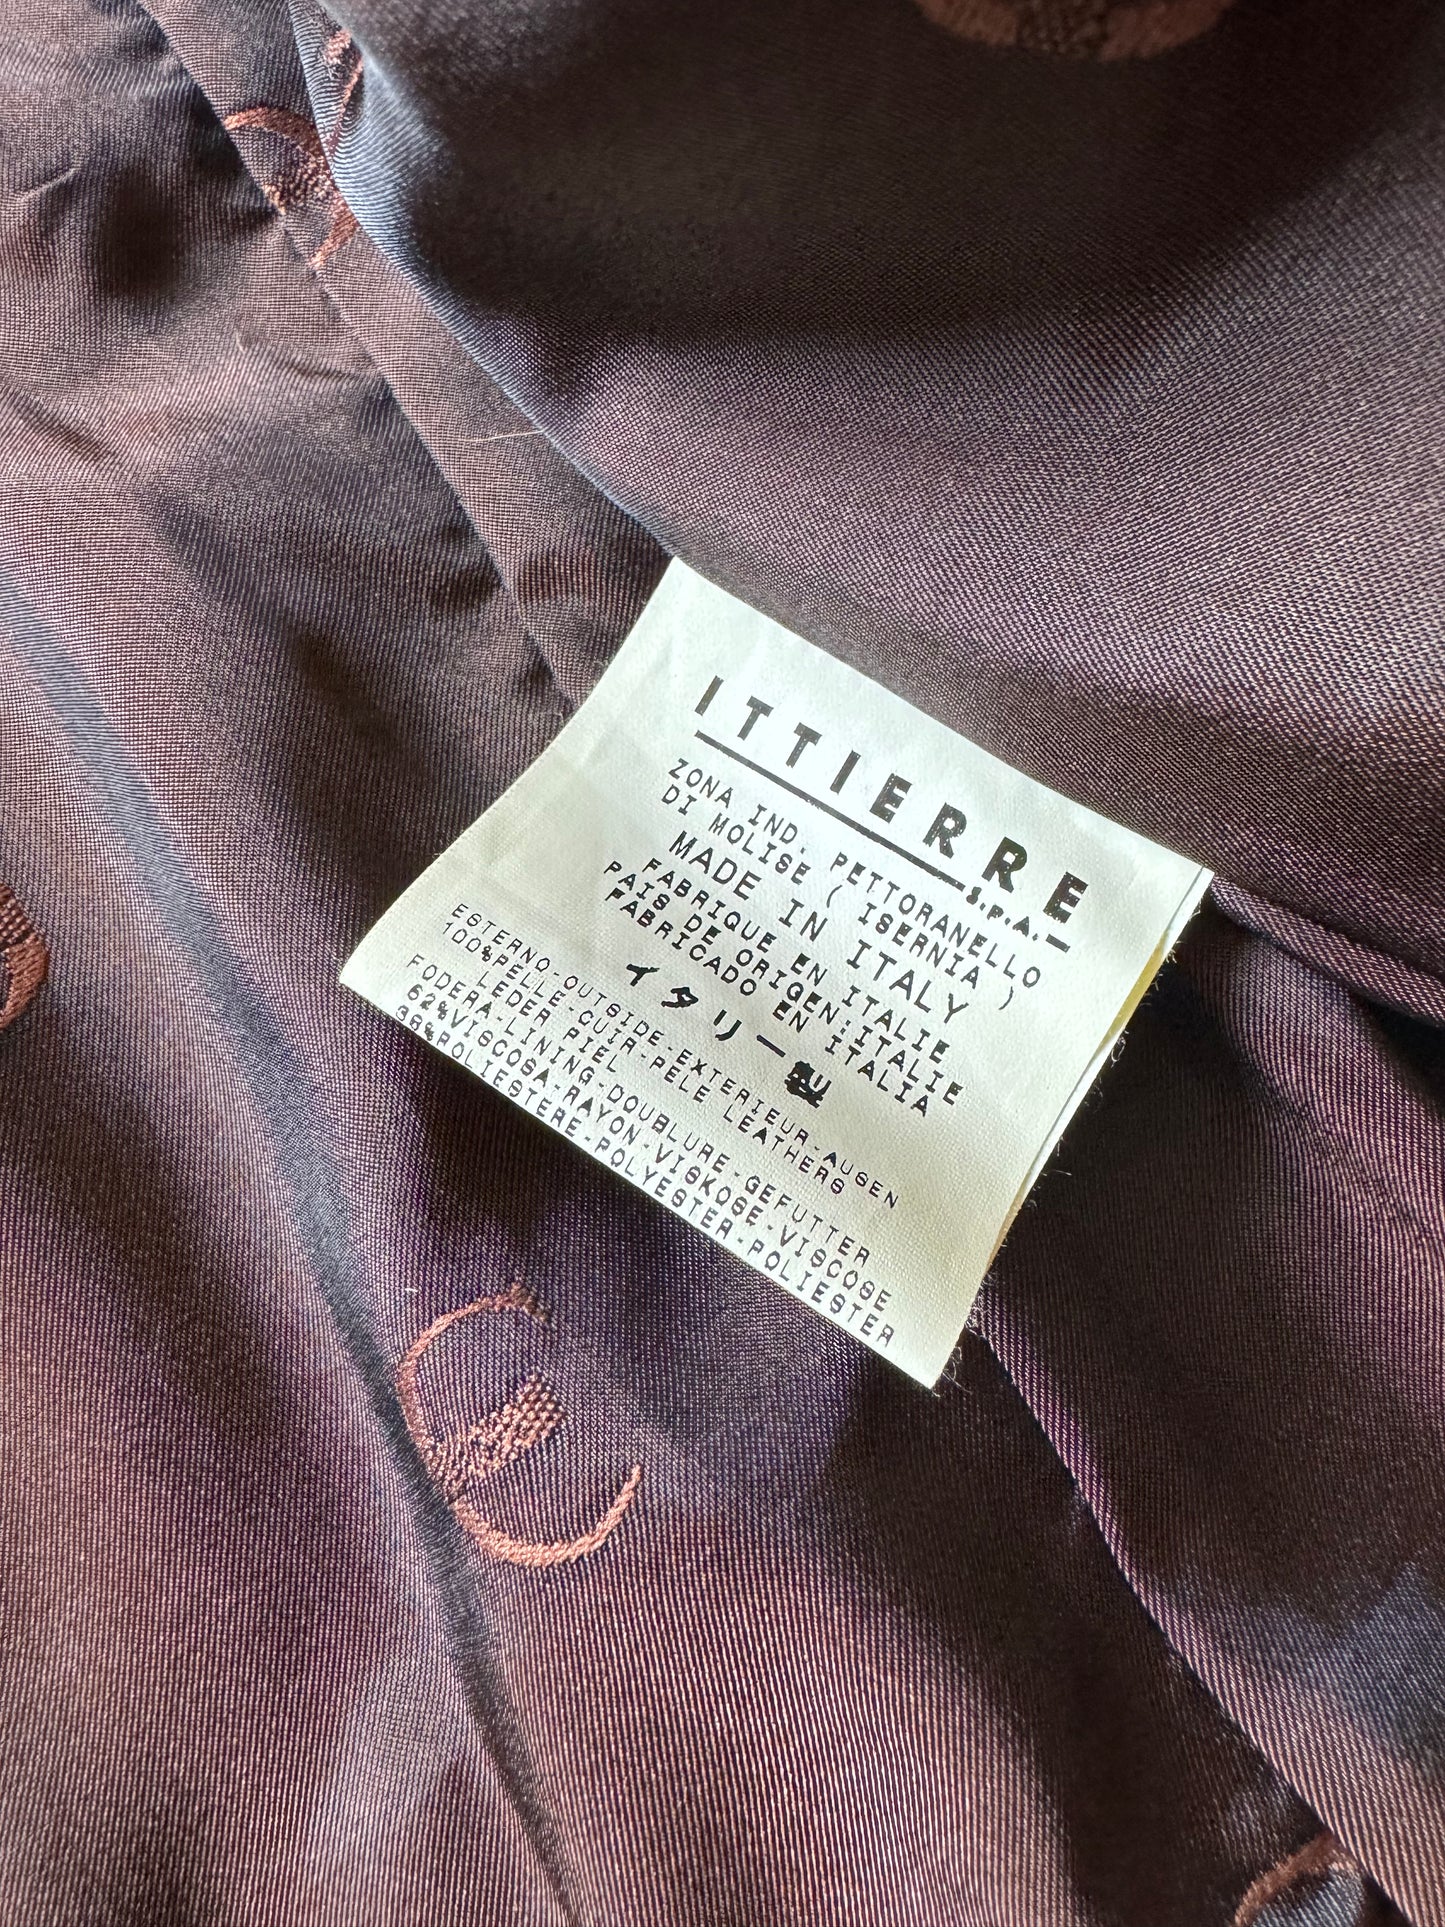 ITTIERRE
S.P.A.
ZONA IND. PETTORANELLO
DI MOLISE ( ISERNIA )
MADE IN ITALY
FABRIQUE EN ITALIE
PAIS DE ORIGEN:ITALIE
FABRICADO EN ITALIA
イタリー製
ESTERNO-OUTSIDE-EXTERIEUR-AUSEN
100%PELLE-CUIR-PELE LEATHERS
LEDER PIEL
FODERA-LINING-DOUBLURE-GEFUTTER
62%VISCOSA-RAYON-VISKOSE-VISCOSE
38%POLIESTERE-POLYESTER-POLIESTER